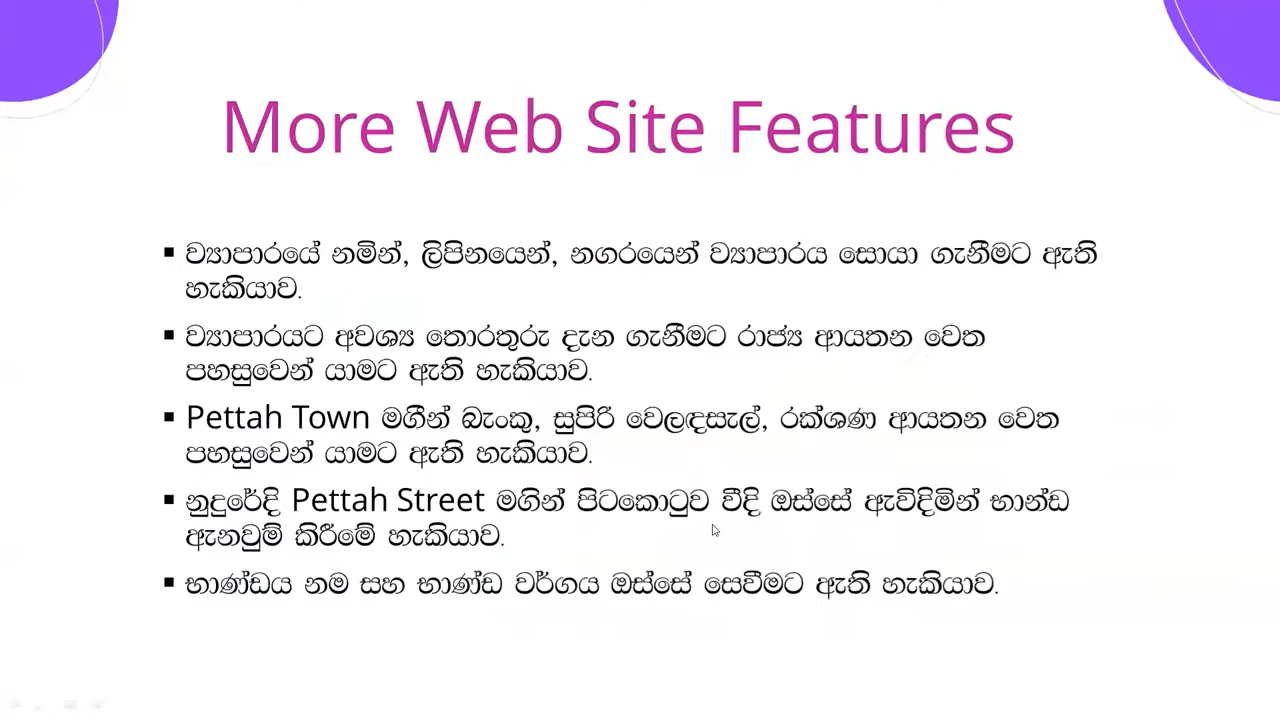 More Web Site Features
▪ ව්‍යාපාරයේ නමින්, ලිපිනයෙන්, නගරයෙන් ව්‍යාපාරය සොයා ගැනීමට ඇති
හැකියාව.
▪ ව්‍යාපාරයට අවශ්‍ය තොරතුරු දැන ගැනීමට රාජ්‍ය ආයතන වෙත
පහසුවෙන් යාමට ඇති හැකියාව.
▪ Pettah Town මගීන් බැංකු, සුපිරි වෙලඳසැල්, රක්ශණ ආයතන වෙත
පහසුවෙන් යාමට ඇති හැකියාව.
▪ නුදුරේදි Pettah Street මගින් පිටකොටුව වීදි ඔස්සේ ඇවිදිමින් භාන්ඩ
ඇනවුම් කිරීමේ හැකියාව.
▪ භාණ්ඩය නම සහ භාණ්ඩ වර්ගය ඔස්සේ සෙවීමට ඇති හැකියාව.